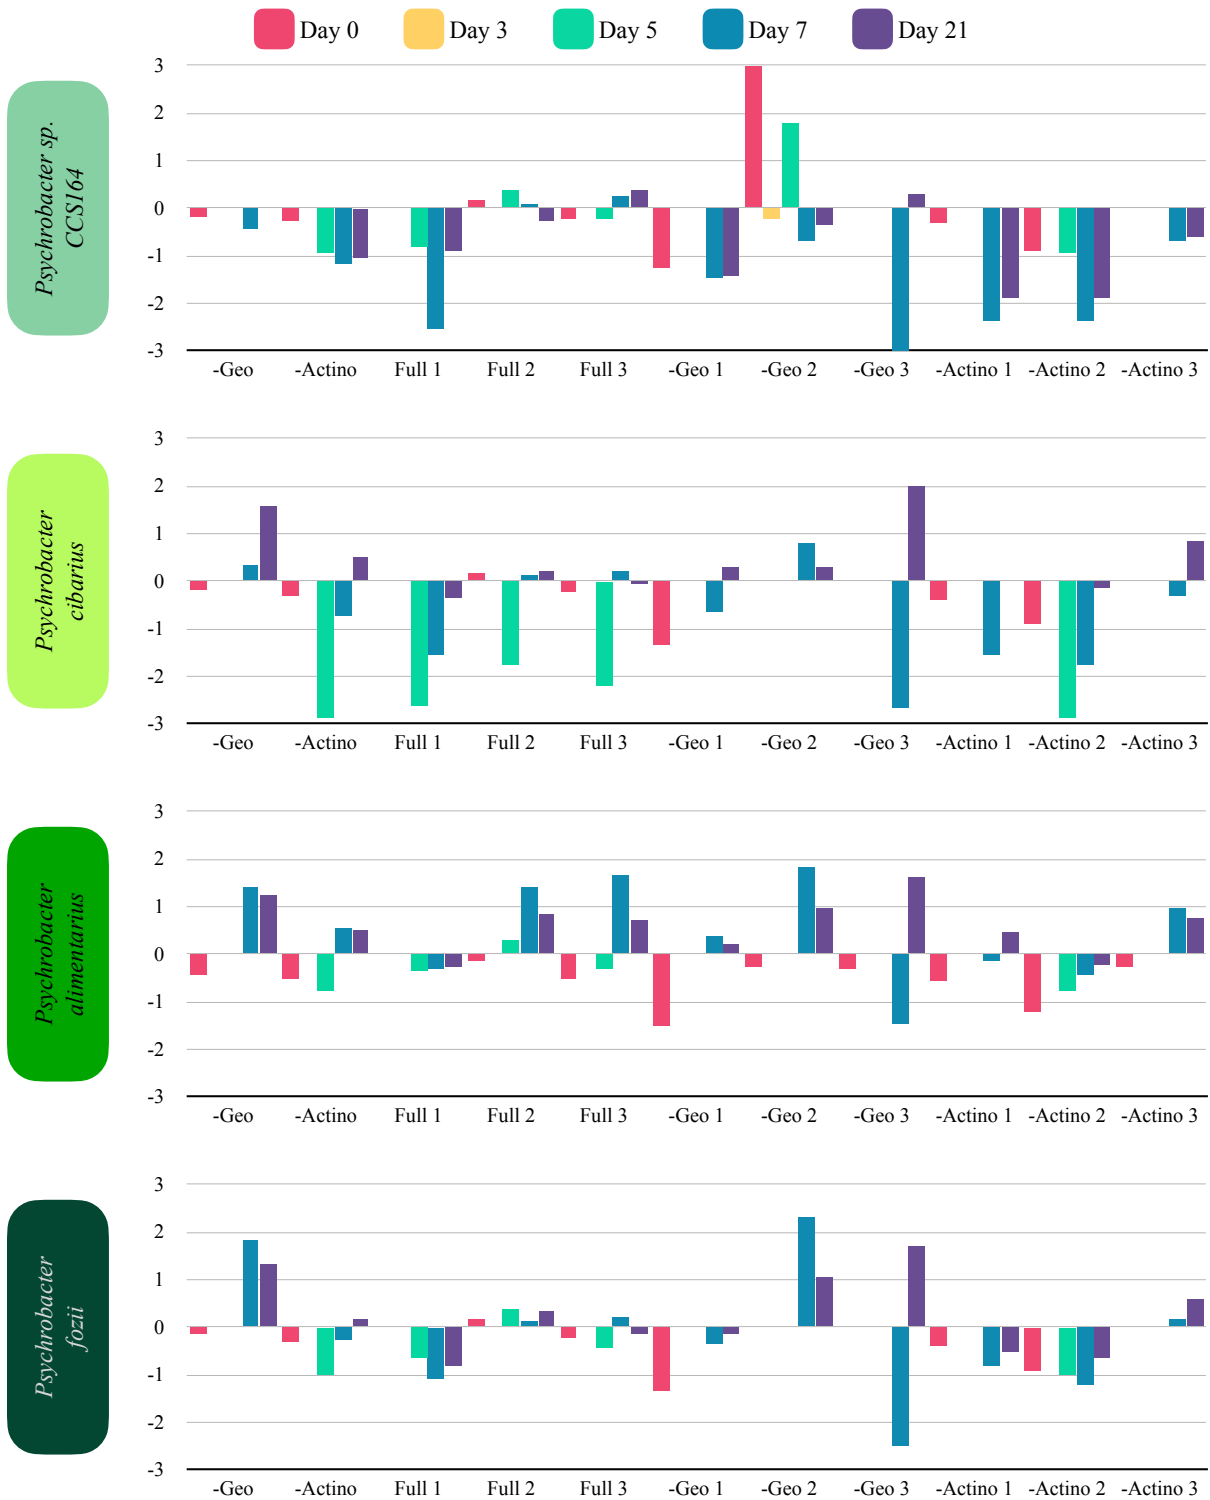 Day 0 Day 3 Day 5 Day 7 Day 21
Psychrobacter sp.
CCS164
3
2
1
0
-1
-2
-3
-Geo -Actino Full 1 Full 2 Full 3 -Geo 1 -Geo 2 -Geo 3 -Actino 1 -Actino 2 -Actino 3
Psychrobacter
cibarius
3
2
1
0
-1
-2
-3
-Geo -Actino Full 1 Full 2 Full 3 -Geo 1 -Geo 2 -Geo 3 -Actino 1 -Actino 2 -Actino 3
Psychrobacter
alimentarius
3
2
1
0
-1
-2
-3
-Geo -Actino Full 1 Full 2 Full 3 -Geo 1 -Geo 2 -Geo 3 -Actino 1 -Actino 2 -Actino 3
Psychrobacter
fozii
3
2
1
0
-1
-2
-3
-Geo -Actino Full 1 Full 2 Full 3 -Geo 1 -Geo 2 -Geo 3 -Actino 1 -Actino 2 -Actino 3